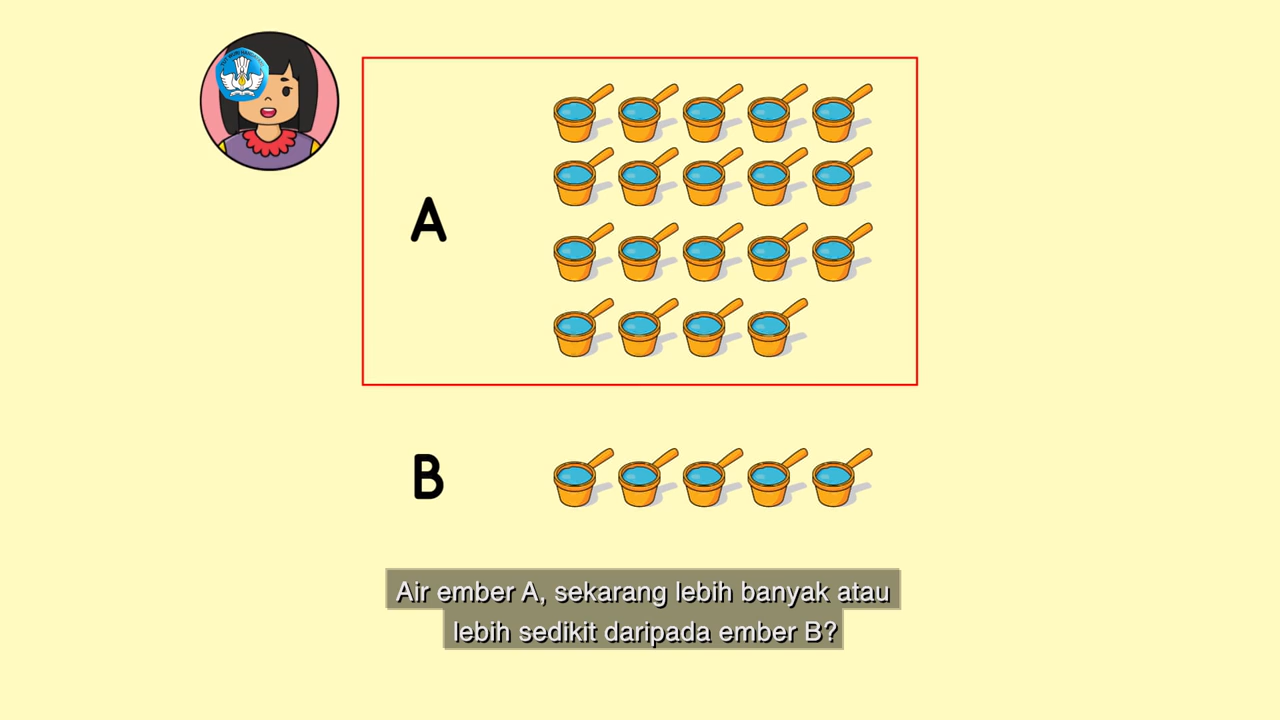 A
B
Air ember A, sekarang lebih banyak atau
lebih sedikit daripada ember B?